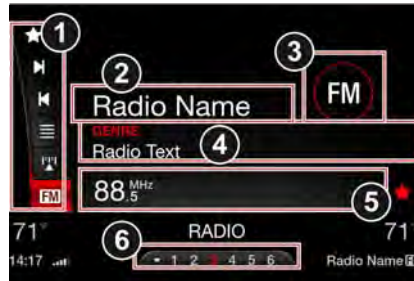 1
2
3
Radio Name
FM
GENRE
Radio Text
4
FM
88.5 MHz
5
71°
RADIO
71°
6
1 2 3 4 5 6
14:17
Radio Name